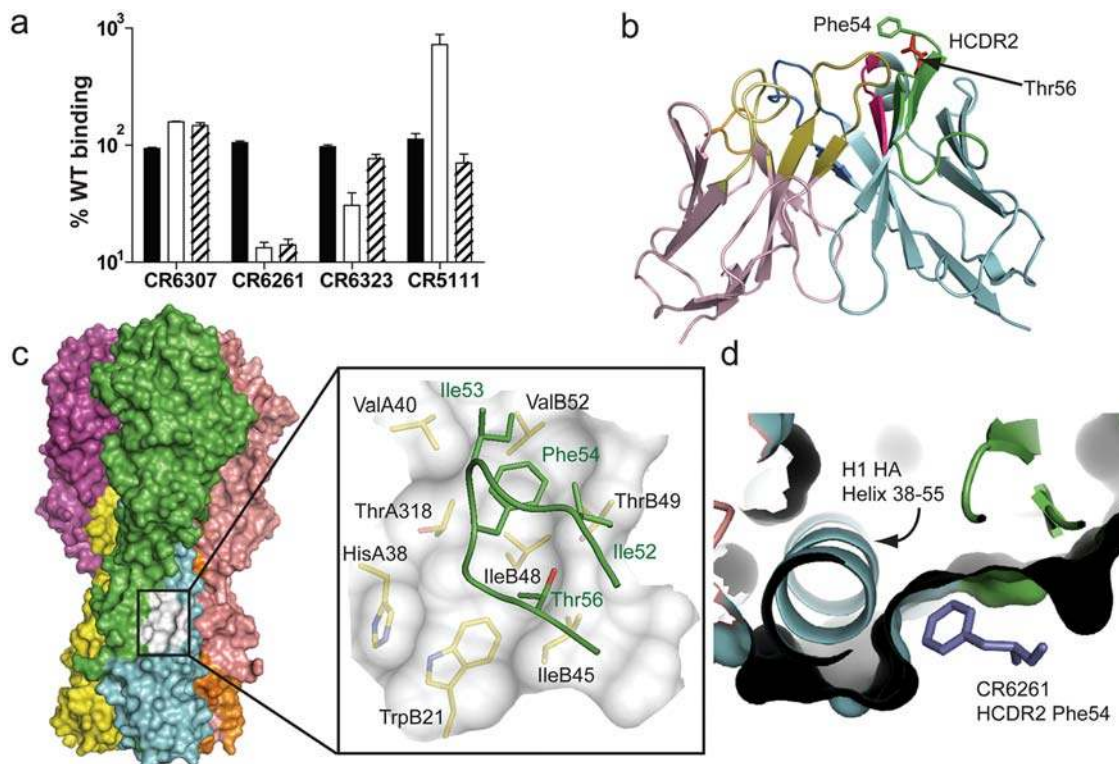 a
10³
10²
10¹
% WT binding
CR6307 CR6261 CR6323 CR5111
b
Phe54
HCDR2
Thr56
c
Ile53
ValA40
ValB52
Phe54
ThrA318
ThrB49
HisA38
Ile52
IleB48
Thr56
IleB45
TrpB21
d
H1 HA
Helix 38-55
CR6261
HCDR2 Phe54